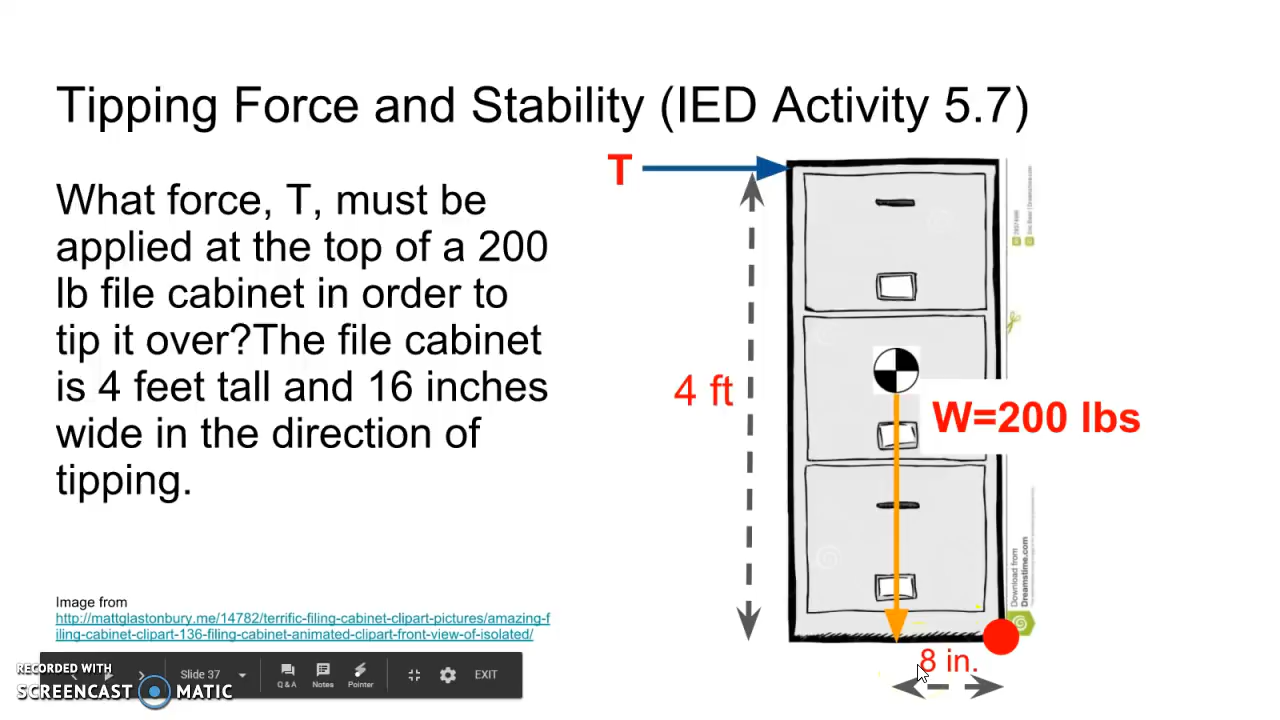 Tipping Force and Stability (IED Activity 5.7)
T
What force, T, must be
applied at the top of a 200
lb file cabinet in order to
tip it over?The file cabinet
is 4 feet tall and 16 inches
wide in the direction of
tipping.
4 ft
W=200 lbs
8 in.
Download from
Dreamstime.com
Image from
http://mattglastonbury.me/14782/terrific-filing-cabinet-clipart-pictures/amazing-f
iling-cabinet-clipart-136-filing-cabinet-animated-clipart-front-view-of-isolated/
RECORDED WITH
SCREENCAST MATIC
Slide 37
Q & A
Notes
Pointer
EXIT